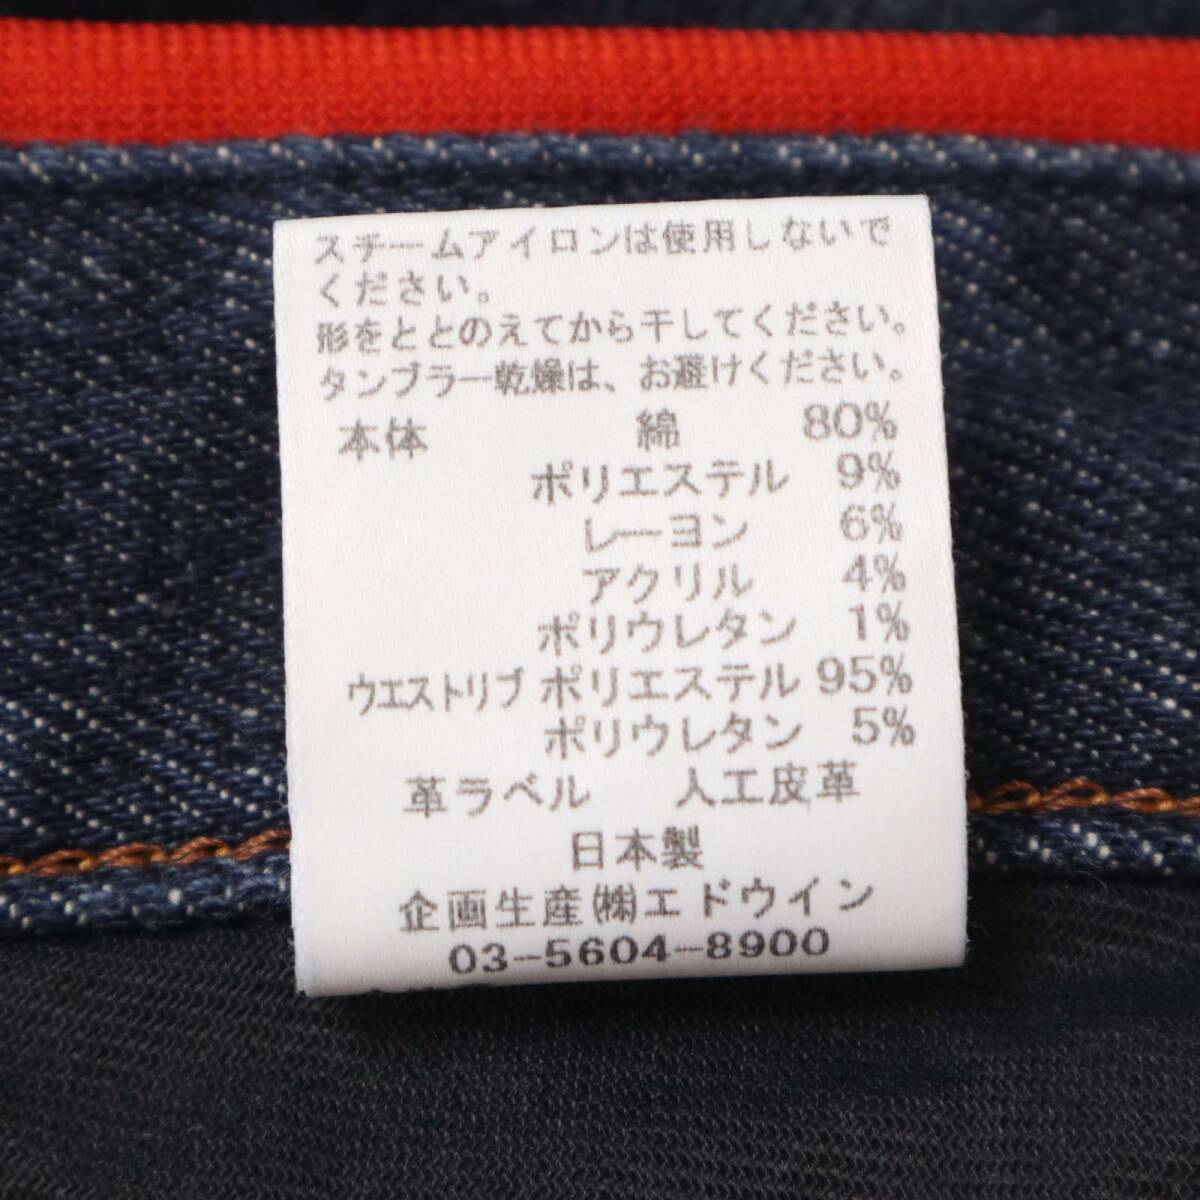 スチームアイロンは使用しないで
ください。
形をととのえてから干してください。
タンブラー乾燥は、お避けください。
本体 綿 80%
ポリエステル 9%
レーヨン 6%
アクリル 4%
ポリウレタン 1%
ウエストリブ ポリエステル 95%
ポリウレタン 5%
革ラベル 人工皮革
日本製
企画生産㈱エドウイン
03-5604-8900